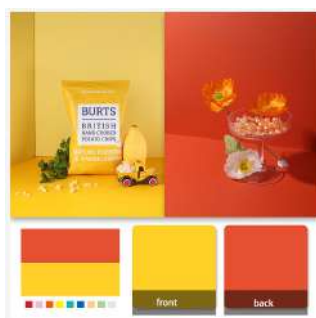 BURTS
BRITISH
HAND COOKED
POTATO CHIPS
front
back